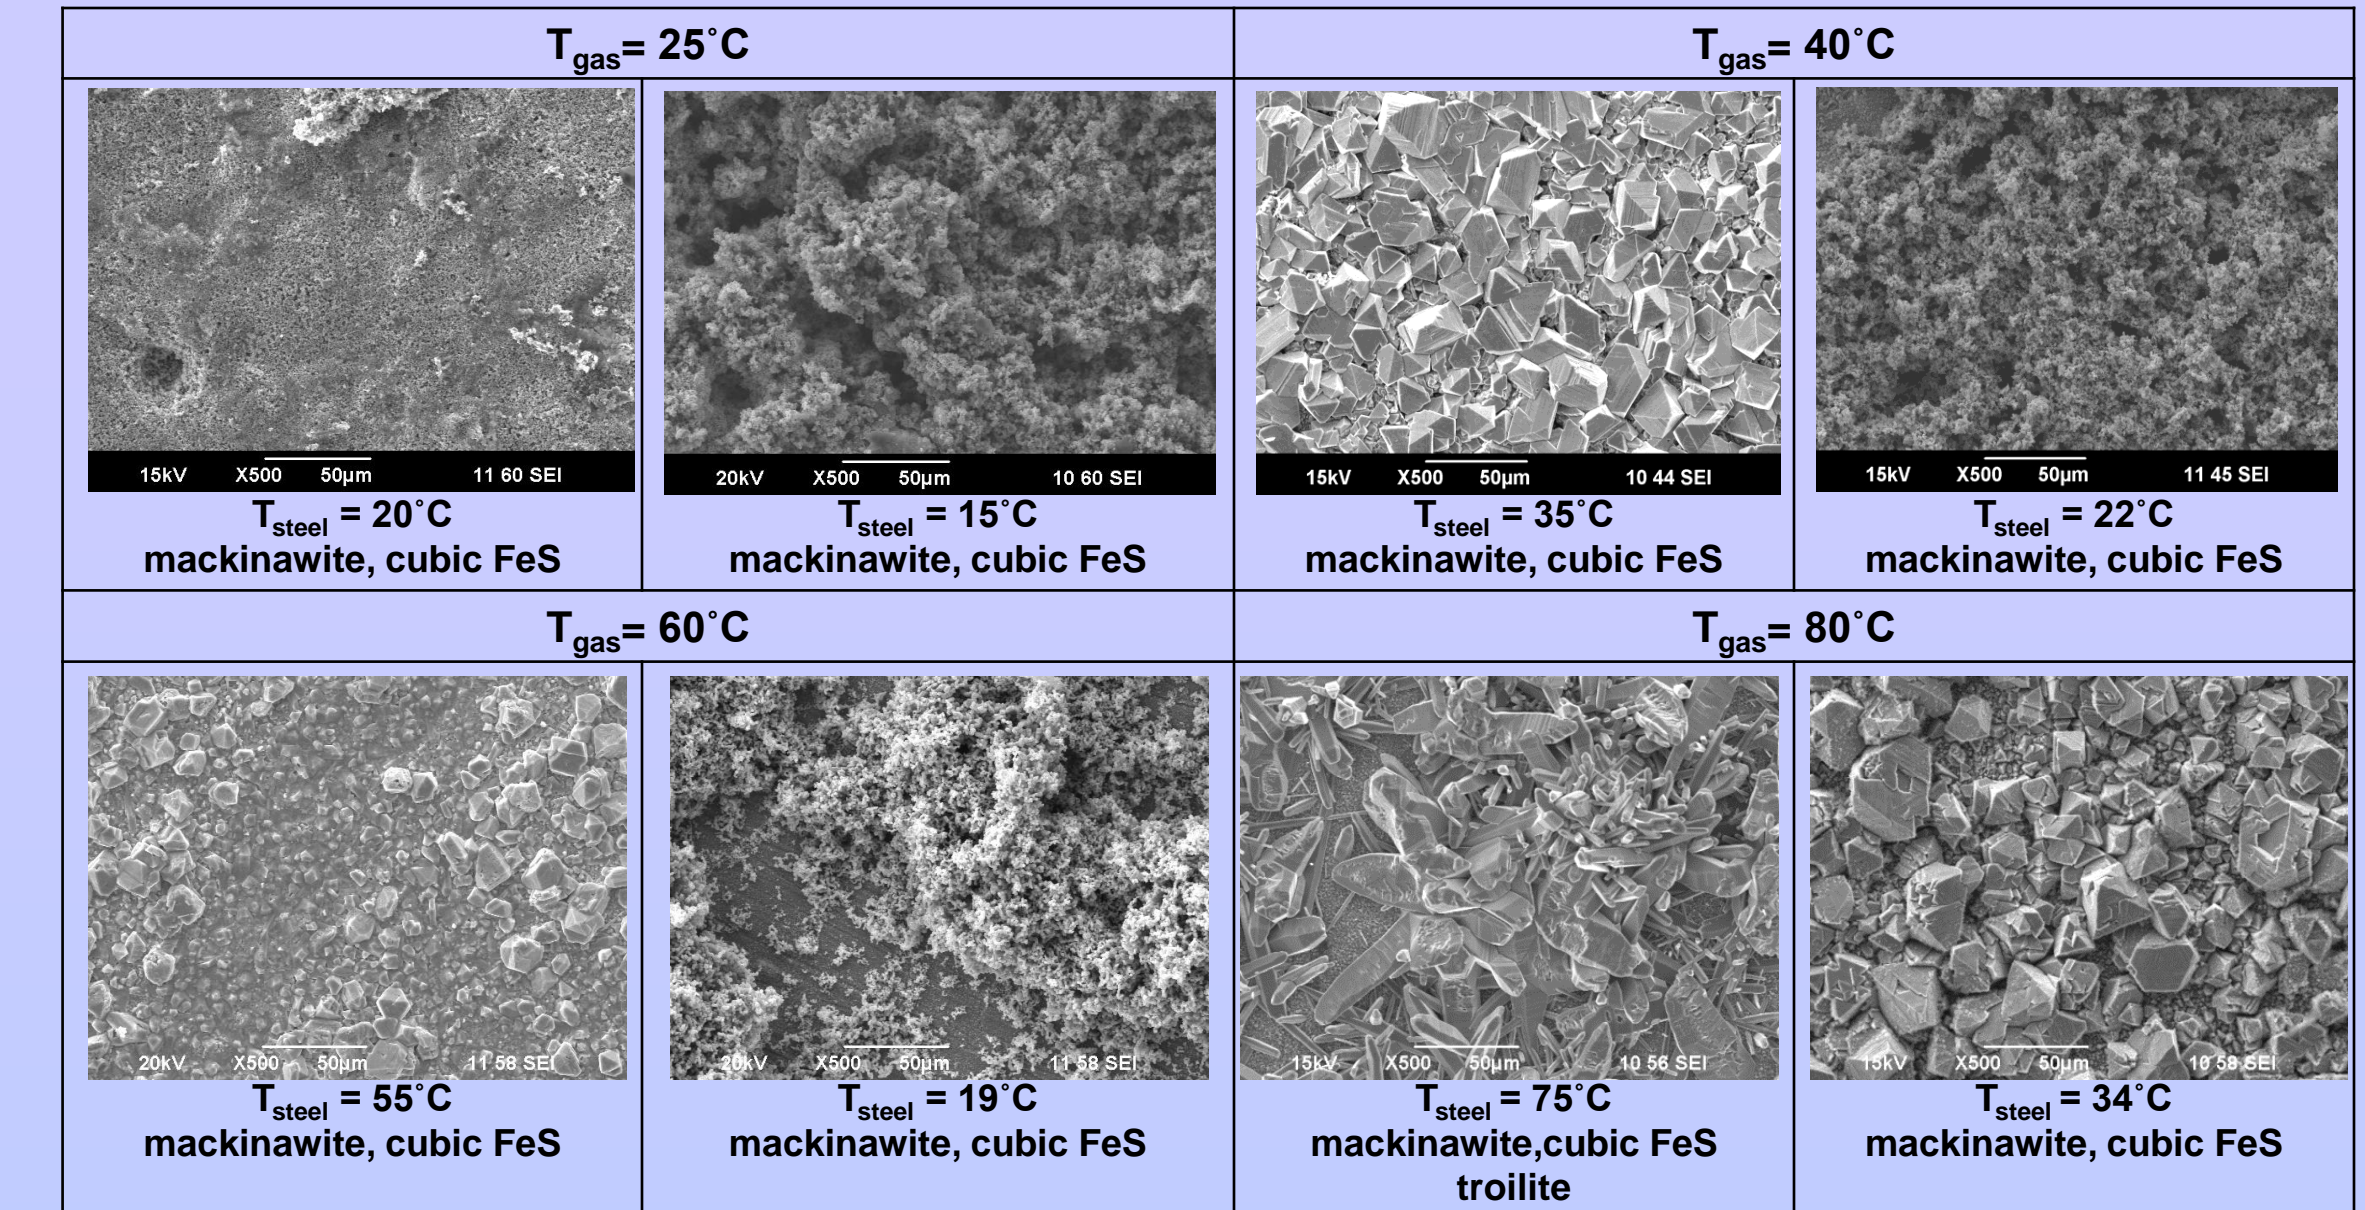 Tgas= 25˚C
Tgas= 40˚C
15kV X500 50µm 11 60 SEI
20kV X500 50µm 10 60 SEI
15kV X500 50µm 10 44 SEI
15kV X500 50µm 11 45 SEI
Tsteel = 20˚C
mackinawite, cubic FeS
Tsteel = 15˚C
mackinawite, cubic FeS
Tsteel = 35˚C
mackinawite, cubic FeS
Tsteel = 22˚C
mackinawite, cubic FeS
Tgas= 60˚C
Tgas= 80˚C
20kV X500 50µm 11 58 SEI
20kV X500 50µm 11 58 SEI
15kV X500 50µm 10 56 SEI
15kV X500 50µm 10 58 SEI
Tsteel = 55˚C
mackinawite, cubic FeS
Tsteel = 19˚C
mackinawite, cubic FeS
Tsteel = 75˚C
mackinawite,cubic FeS
troilite
Tsteel = 34˚C
mackinawite, cubic FeS